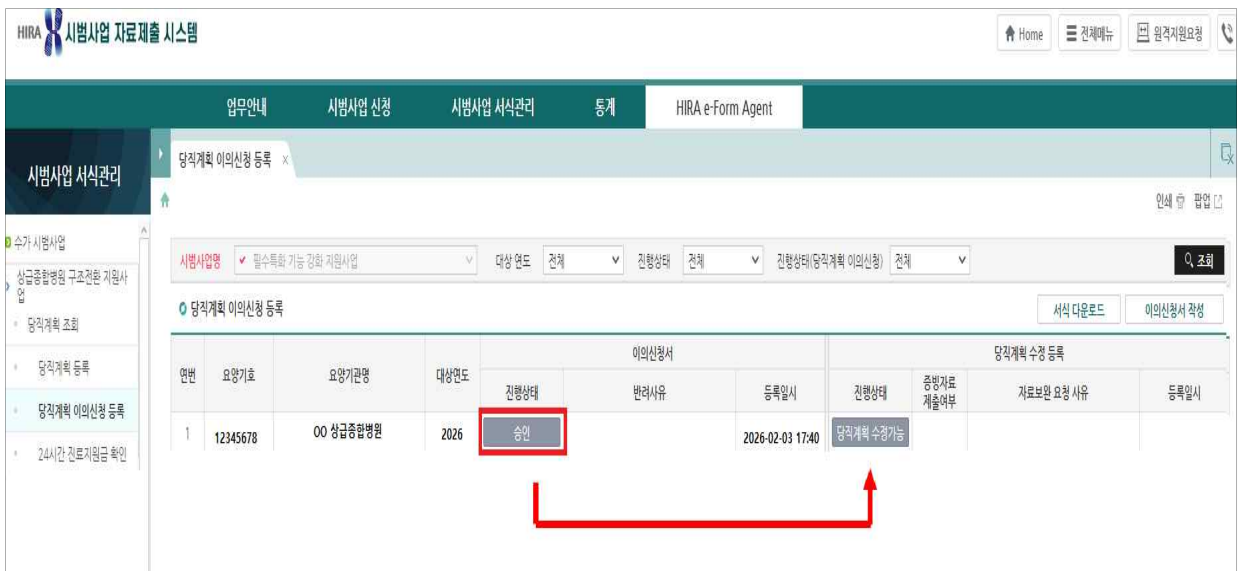 HIRA 시범사업 자료제출 시스템
Home 전체메뉴 원격지원요청
업무안내 시범사업 신청 시범사업 서식관리 통계 HIRA e-Form Agent
시범사업 서식관리
당직계획 이의신청 등록 ×
인쇄 팝업
수가 시범사업
상급종합병원 구조전환 지원사
업
당직계획 조회
당직계획 등록
당직계획 이의신청 등록
24시간 진료지원금 확인
시범사업명 필수특화 기능 강화 지원사업 대상 연도 전체 진행상태 전체 진행상태(당직계획 이의신청) 전체 조회
당직계획 이의신청 등록 서식 다운로드 이의신청서 작성
연번 요양기호 요양기관명 대상연도 이의신청서 당직계획 수정 등록
진행상태 반려사유 등록일시 진행상태 증빙자료 제출여부 자료보완 요청 사유 등록일시
1 12345678 OO 상급종합병원 2026 승인 2026-02-03 17:40 당직계획 수정가능